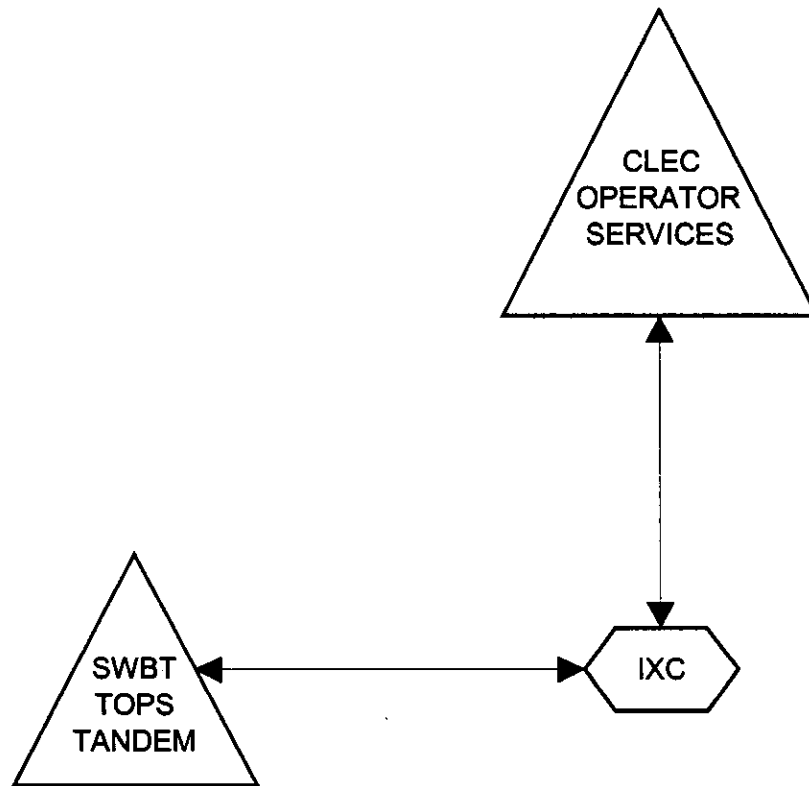 CLEC
OPERATOR
SERVICES
SWBT
TOPS
TANDEM
IXC